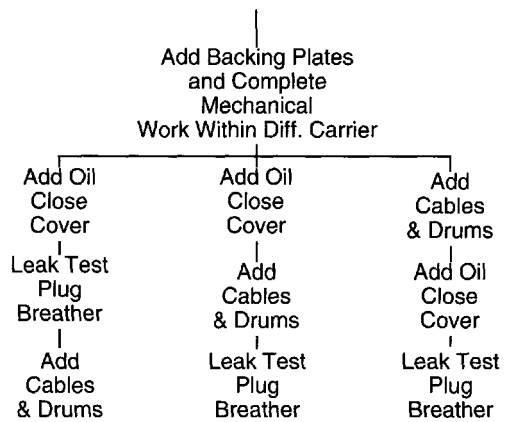 Add Backing Plates
and Complete
Mechanical
Work Within Diff. Carrier
Add Oil
Close
Cover
Leak Test
Plug
Breather
Add
Cables
& Drums
Add Oil
Close
Cover
Add
Cables
& Drums
Leak Test
Plug
Breather
Add
Cables
& Drums
Add Oil
Close
Cover
Leak Test
Plug
Breather